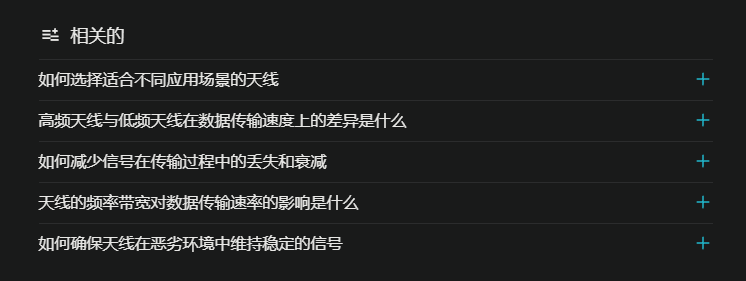 相关的
如何选择适合不同应用场景的天线
高频天线与低频天线在数据传输速度上的差异是什么
如何减少信号在传输过程中的丢失和衰减
天线的频率带宽对数据传输速率的影响是什么
如何确保天线在恶劣环境中维持稳定的信号